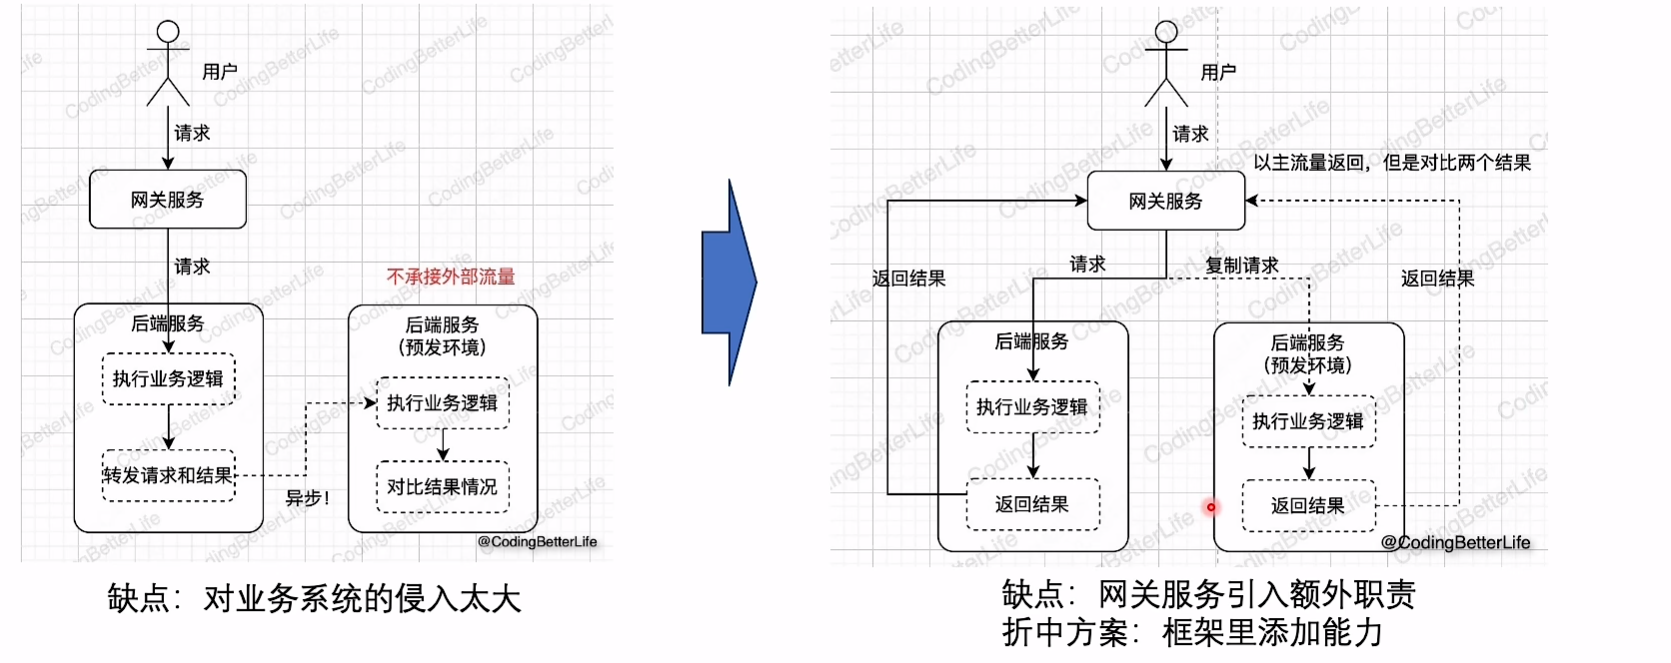 用户
请求
网关服务
请求
不承接外部流量
后端服务
执行业务逻辑
转发请求和结果
异步!
后端服务
(预发环境)
执行业务逻辑
对比结果情况
@CodingBetterLife
缺点：对业务系统的侵入太大
用户
请求
以主流量返回，但是对比两个结果
网关服务
请求
复制请求
返回结果
返回结果
后端服务
执行业务逻辑
返回结果
后端服务
(预发环境)
执行业务逻辑
返回结果
@CodingBetterLife
缺点：网关服务引入额外职责
折中方案：框架里添加能力
CodingBetterLife